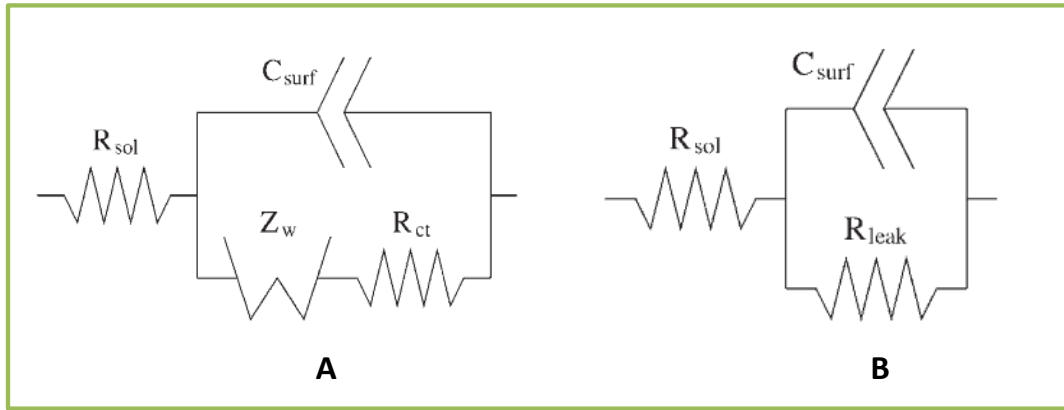 C_surf
R_sol
Z_w
R_ct
A
C_surf
R_sol
R_leak
B